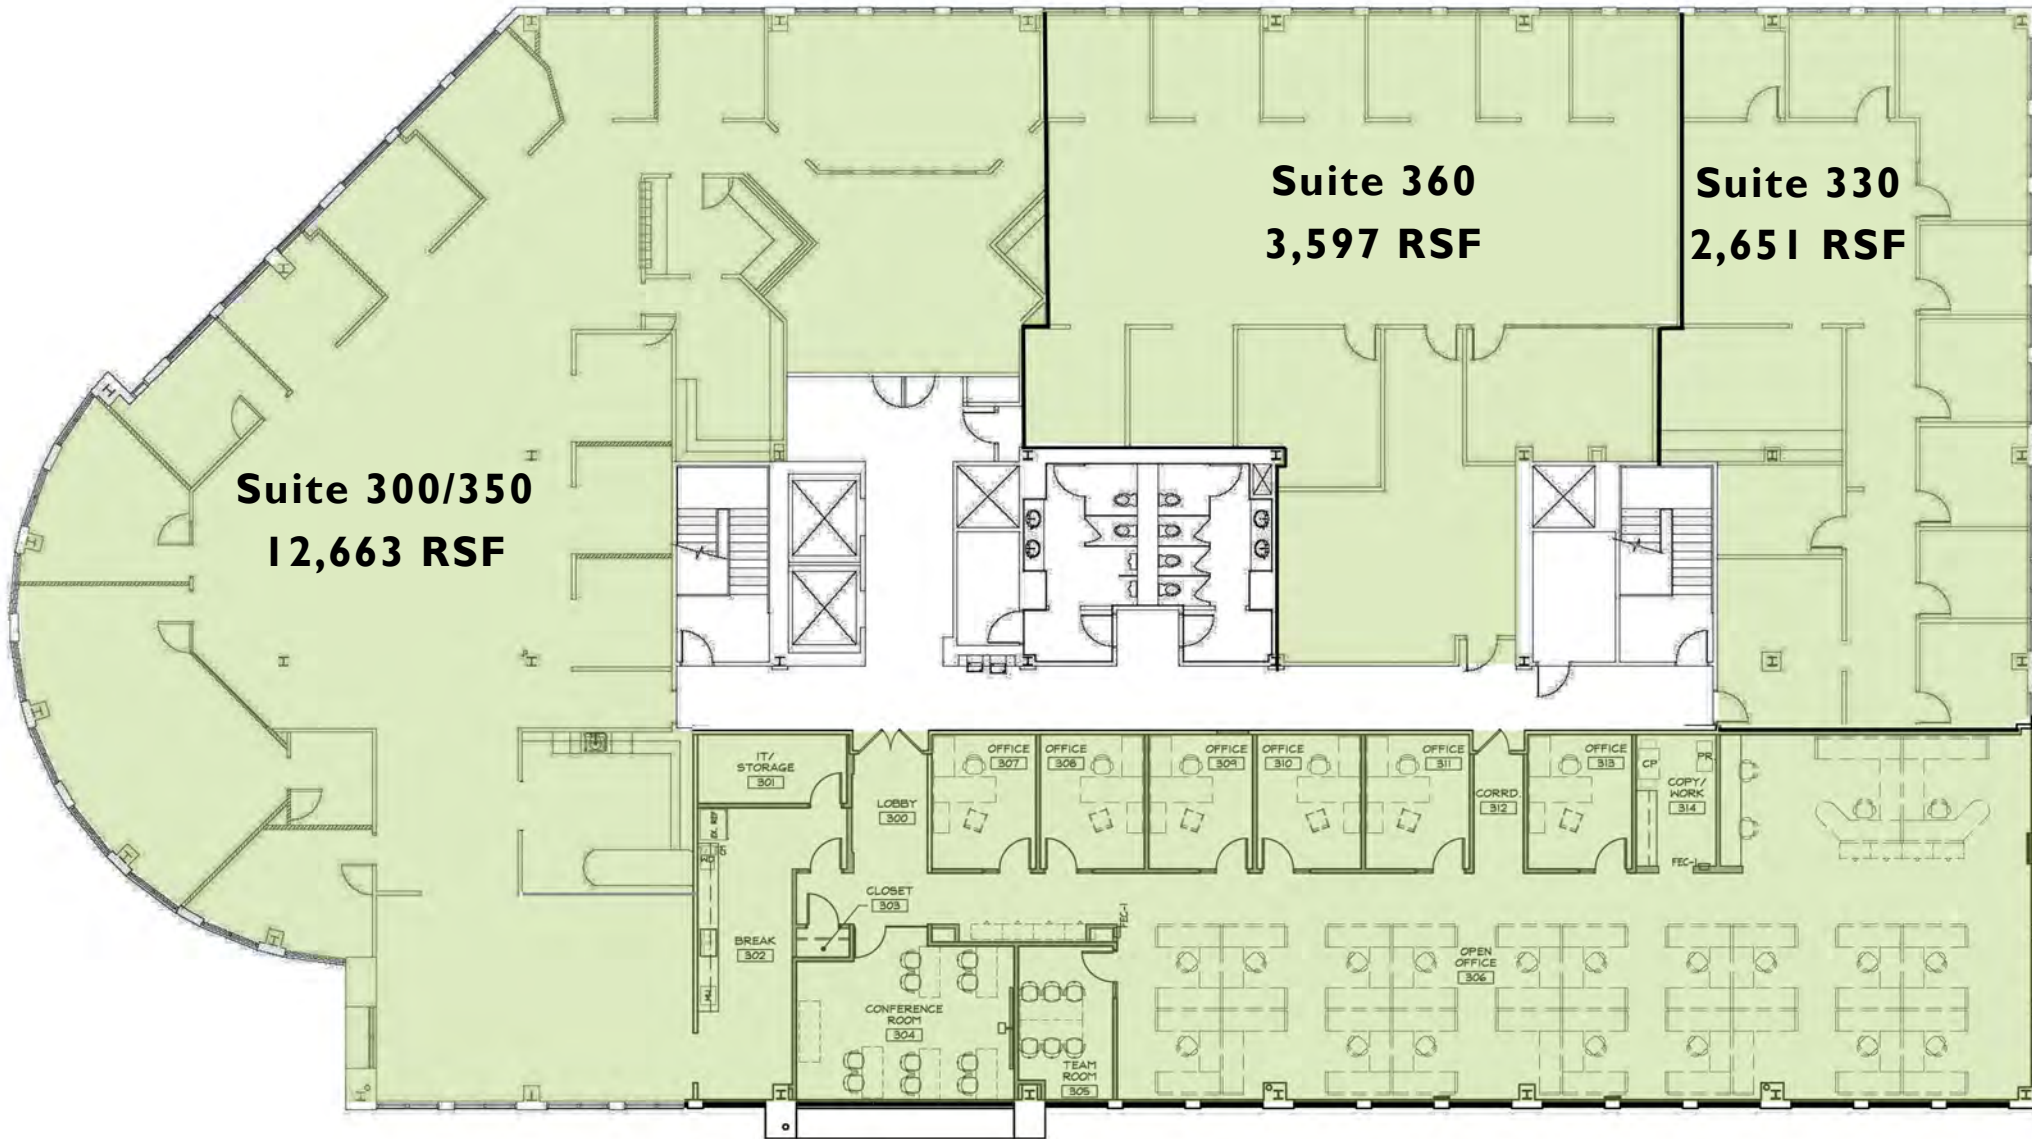 Suite 360
3,597 RSF
Suite 330
2,651 RSF
Suite 300/350
12,663 RSF
IT/
STORAGE
301
LOBBY
300
OFFICE
307
OFFICE
308
OFFICE
309
OFFICE
310
OFFICE
311
CORRD.
312
OFFICE
313
CP
PR
COPY/
WORK
314
FEC-1
CLOSET
303
FEC-1
BREAK
302
CONFERENCE
ROOM
304
TEAM
ROOM
305
OPEN
OFFICE
306